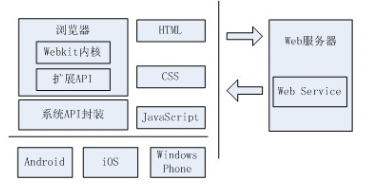 浏览器
Webkit内核
扩展API
系统API封装
HTML
CSS
JavaScript
Android
iOS
Windows
Phone
Web服务器
Web Service